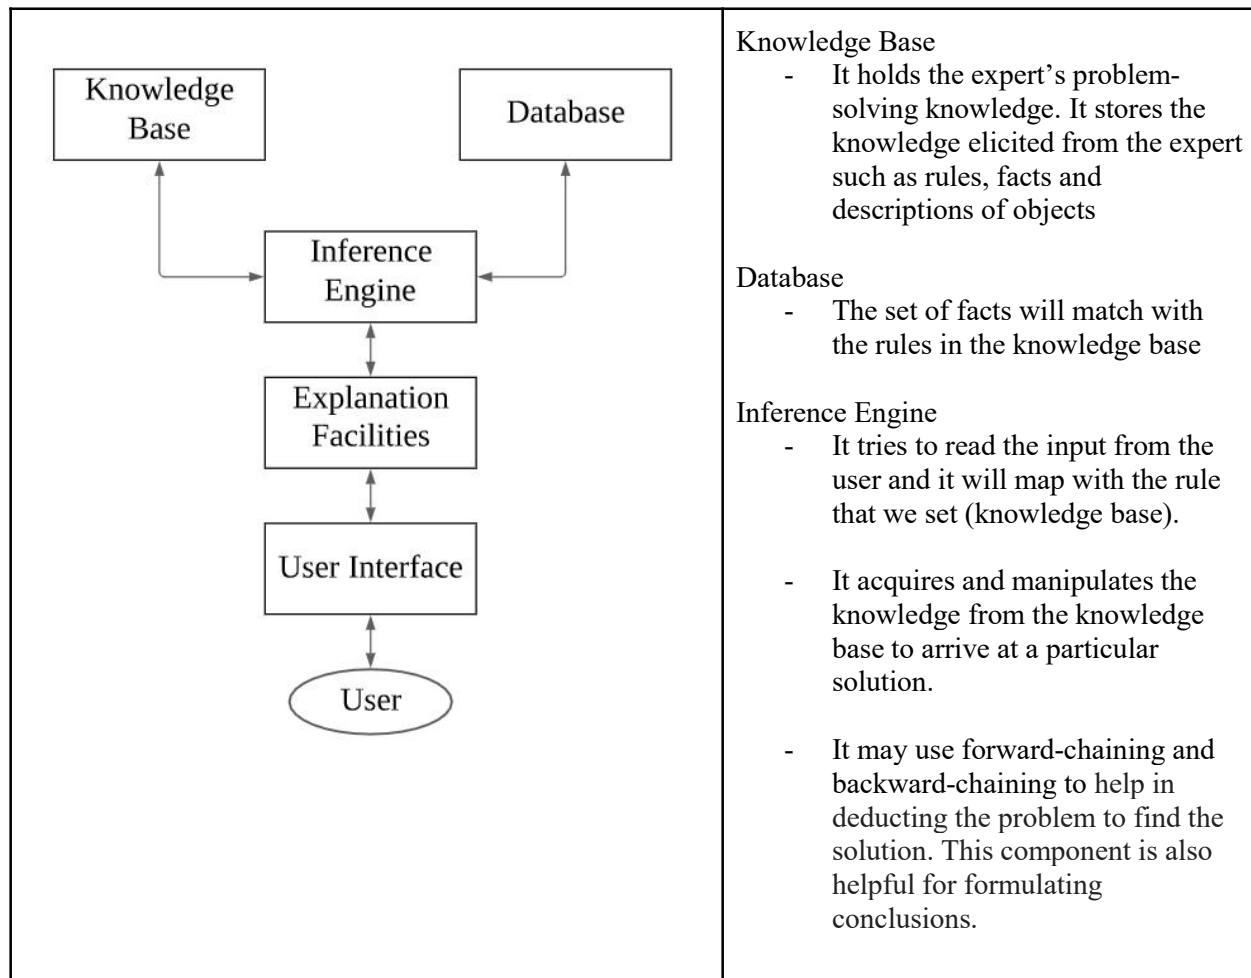 Knowledge
Base
Database
Inference
Engine
Explanation
Facilities
User Interface
User
Knowledge Base
- It holds the expert’s problem-
solving knowledge. It stores the
knowledge elicited from the expert
such as rules, facts and
descriptions of objects
Database
- The set of facts will match with
the rules in the knowledge base
Inference Engine
- It tries to read the input from the
user and it will map with the rule
that we set (knowledge base).
- It acquires and manipulates the
knowledge from the knowledge
base to arrive at a particular
solution.
- It may use forward-chaining and
backward-chaining to help in
deducting the problem to find the
solution. This component is also
helpful for formulating
conclusions.